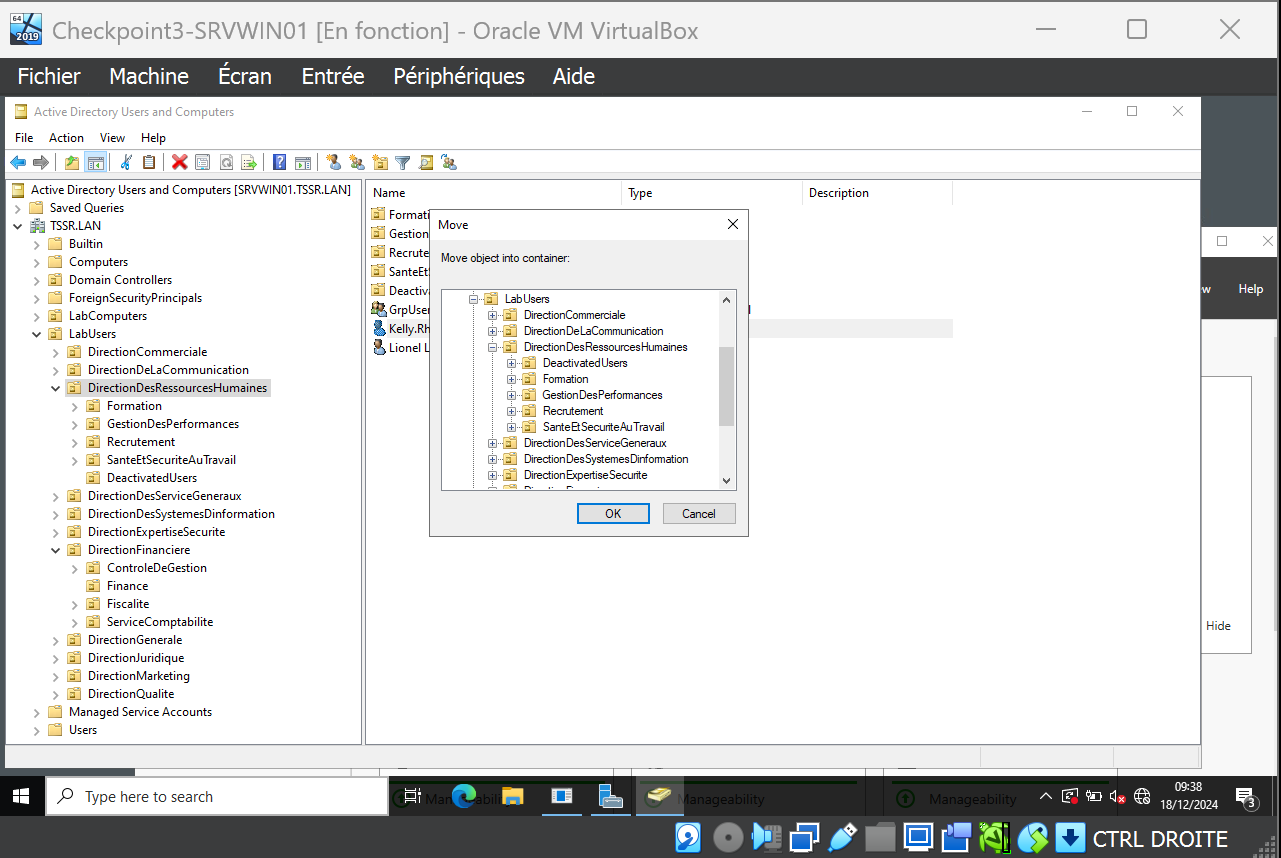 64
2019
Checkpoint3-SRVWIN01 [En fonction] - Oracle VM VirtualBox
Fichier Machine Écran Entrée Périphériques Aide
Active Directory Users and Computers
File Action View Help
Active Directory Users and Computers [SRVWIN01.TSSR.LAN]
Saved Queries
TSSR.LAN
Builtin
Computers
Domain Controllers
ForeignSecurityPrincipals
LabComputers
LabUsers
DirectionCommerciale
DirectionDeLaCommunication
DirectionDesRessourcesHumaines
Formation
GestionDesPerformances
Recrutement
SanteEtSecuriteAuTravail
DeactivatedUsers
DirectionDesServiceGeneraux
DirectionDesSystemesDinformation
DirectionExpertiseSecurite
DirectionFinanciere
ControleDeGestion
Finance
Fiscalite
ServiceComptabilite
DirectionGenerale
DirectionJuridique
DirectionMarketing
DirectionQualite
Managed Service Accounts
Users
Name Type Description
Formati
Gestion
Recrute
SanteEt
Deactiv
GrpUser
Kelly.Rh
Lionel L
Move
Move object into container:
LabUsers
DirectionCommerciale
DirectionDeLaCommunication
DirectionDesRessourcesHumaines
DeactivatedUsers
Formation
GestionDesPerformances
Recrutement
SanteEtSecuriteAuTravail
DirectionDesServiceGeneraux
DirectionDesSystemesDinformation
DirectionExpertiseSecurite
OK Cancel
Help
Hide
Type here to search
Manageability
Manageability
09:38
18/12/2024
3
CTRL DROITE